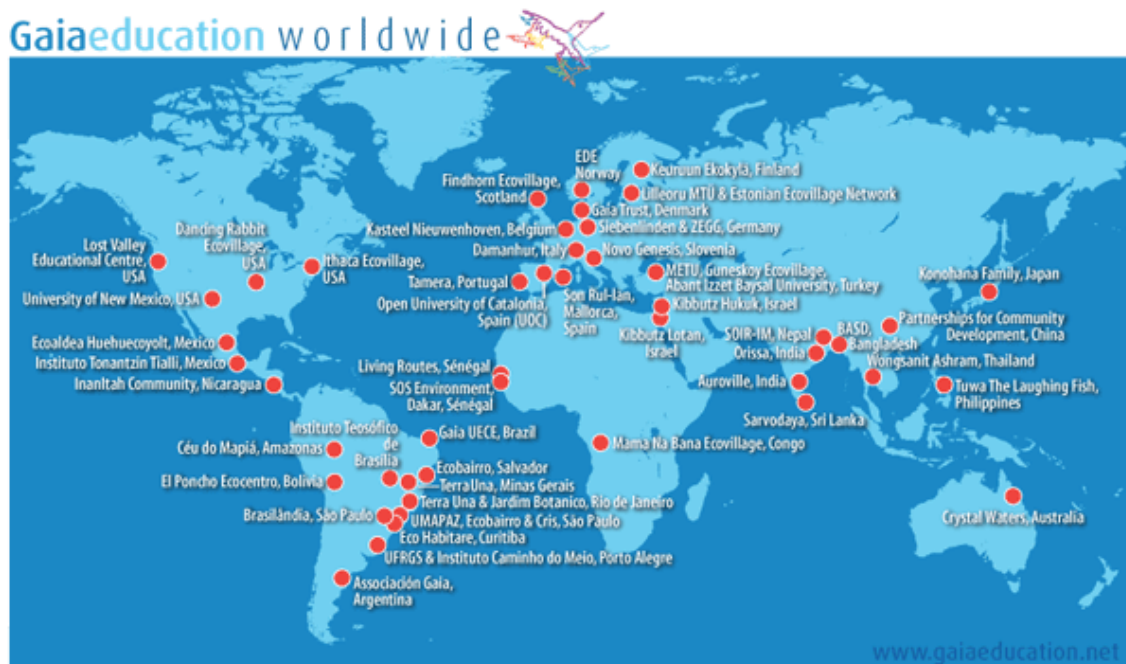 Gaiaeducation worldwide
EDE
Norway
Keuruun Ekokylä, Finland
Findhorn Ecovillage,
Scotland
Lilleoru MTÜ & Estonian Ecovillage Network
Gaia Trust, Denmark
Kasteel Nieuwenhoven, Belgium
Siebenlinden & ZEGG, Germany
Damanhur, Italy
Novo Genesis, Slovenia
Dancing Rabbit
Ecovillage,
USA
Lost Valley
Educational Centre,
USA
Ithaca Ecovillage,
USA
University of New Mexico, USA
Tamera, Portugal
Open University of Catalonia,
Spain (UOC)
Son Rul-lan,
Mallorca,
Spain
METU, Guneskoy Ecovillage,
Abant Izzet Baysal University, Turkey
Kibbutz Hukuk, Israel
Kibbutz Lotan,
Israel
Konohana Family, Japan
Partnerships for Community
Development, China
SOIR-IM, Nepal
BASD,
Bangladesh
Orissa, India
Wongsanit Ashram, Thailand
Auroville, India
Tuwa The Laughing Fish,
Philippines
Sarvodaya, Sri Lanka
Ecoaldea Huehuecoyolt, Mexico
Instituto Tonantzin Tialli, Mexico
Inanltah Community, Nicaragua
Living Routes, Sénégal
SOS Environment,
Dakar, Sénégal
Instituto Teosófico
de
Brasília
Gaia UECE, Brazil
Mama Na Bana Ecovillage, Congo
Céu do Mapiá, Amazonas
Ecobairro, Salvador
El Poncho Ecocentro, Bolivia
TerraUna, Minas Gerais
Terra Una & Jardim Botanico, Rio de Janeiro
Brasilândia, São Paulo
UMAPAZ, Ecobairro & Cris, São Paulo
Eco Habitare, Curitiba
UFRGS & Instituto Caminho do Meio, Porto Alegre
Associación Gaia,
Argentina
Crystal Waters, Australia
www.gaiaeducation.net